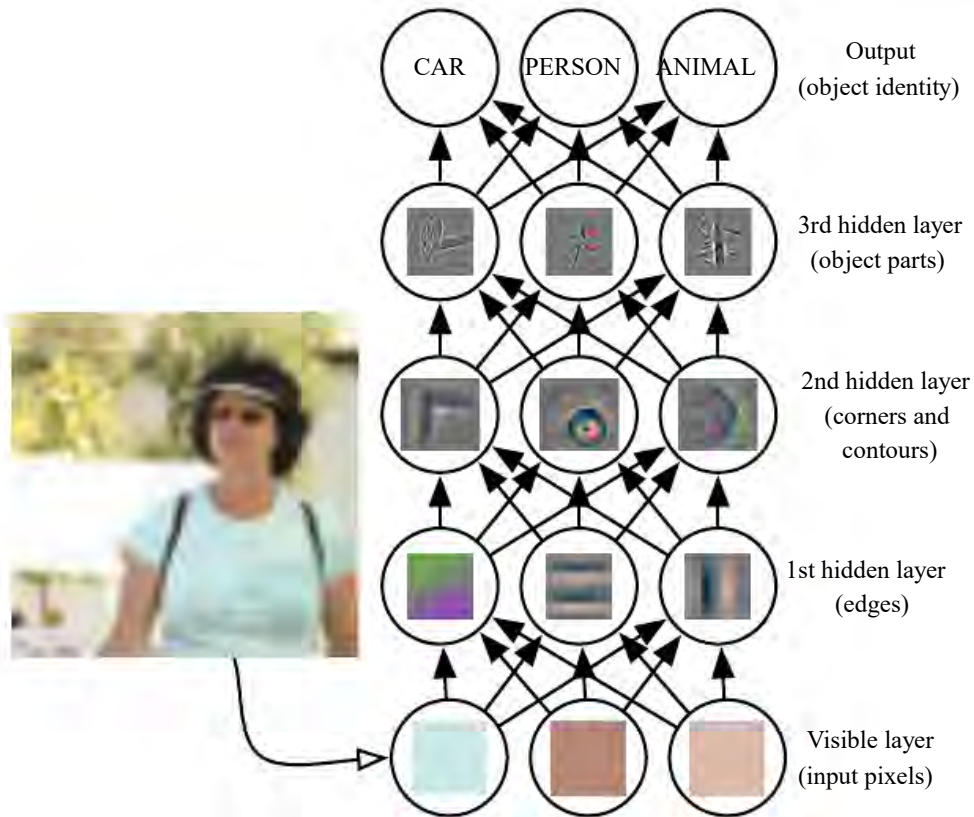 CAR PERSON ANIMAL
Output
(object identity)
3rd hidden layer
(object parts)
2nd hidden layer
(corners and
contours)
1st hidden layer
(edges)
Visible layer
(input pixels)